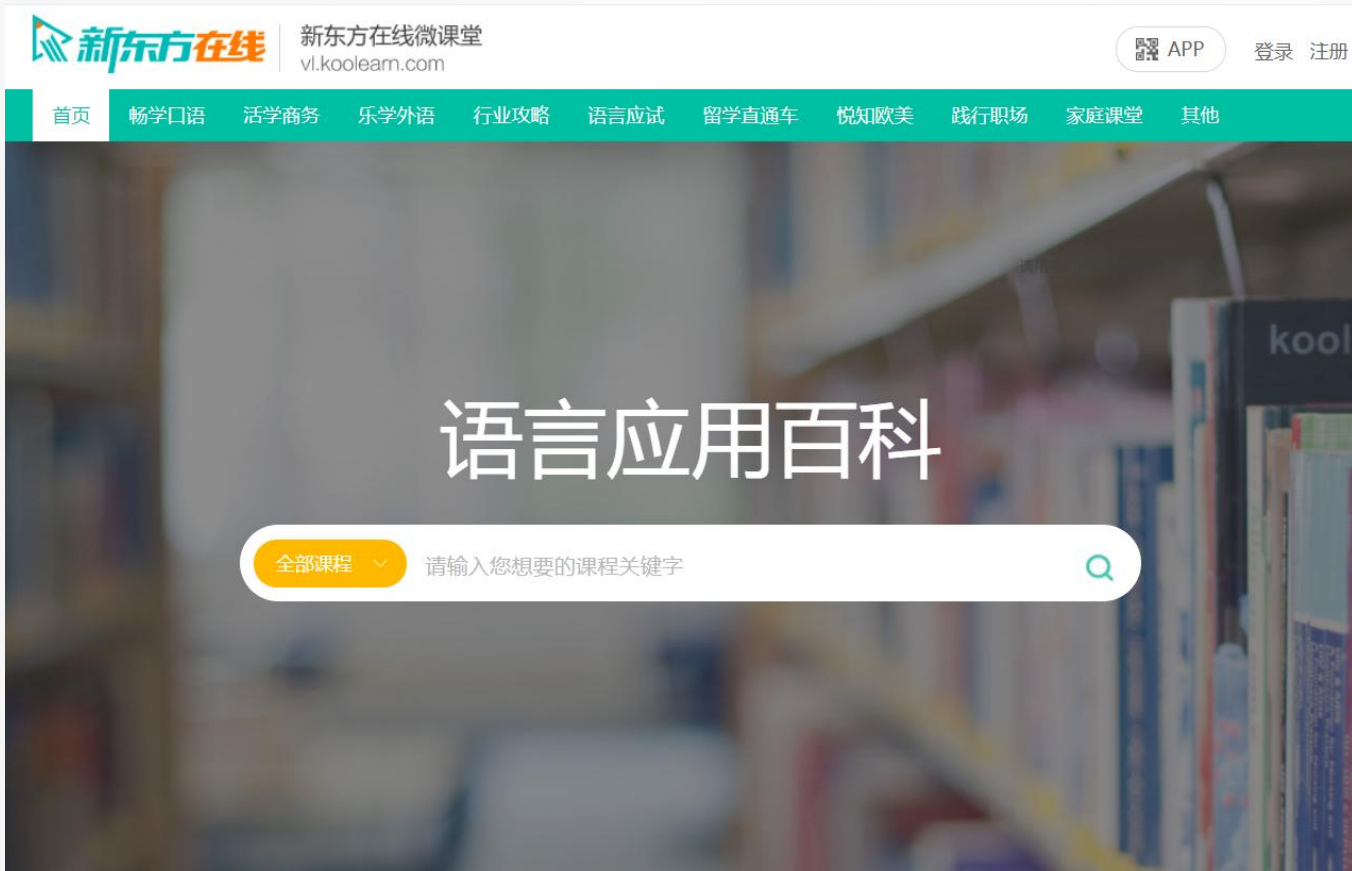 新东方在线
新东方在线微课堂
vl.koolearn.com
APP
登录 注册
首页 畅学口语 活学商务 乐学外语 行业攻略 语言应试 留学直通车 悦知欧美 践行职场 家庭课堂 其他
kool
语言应用百科
全部课程 请输入您想要的课程关键字